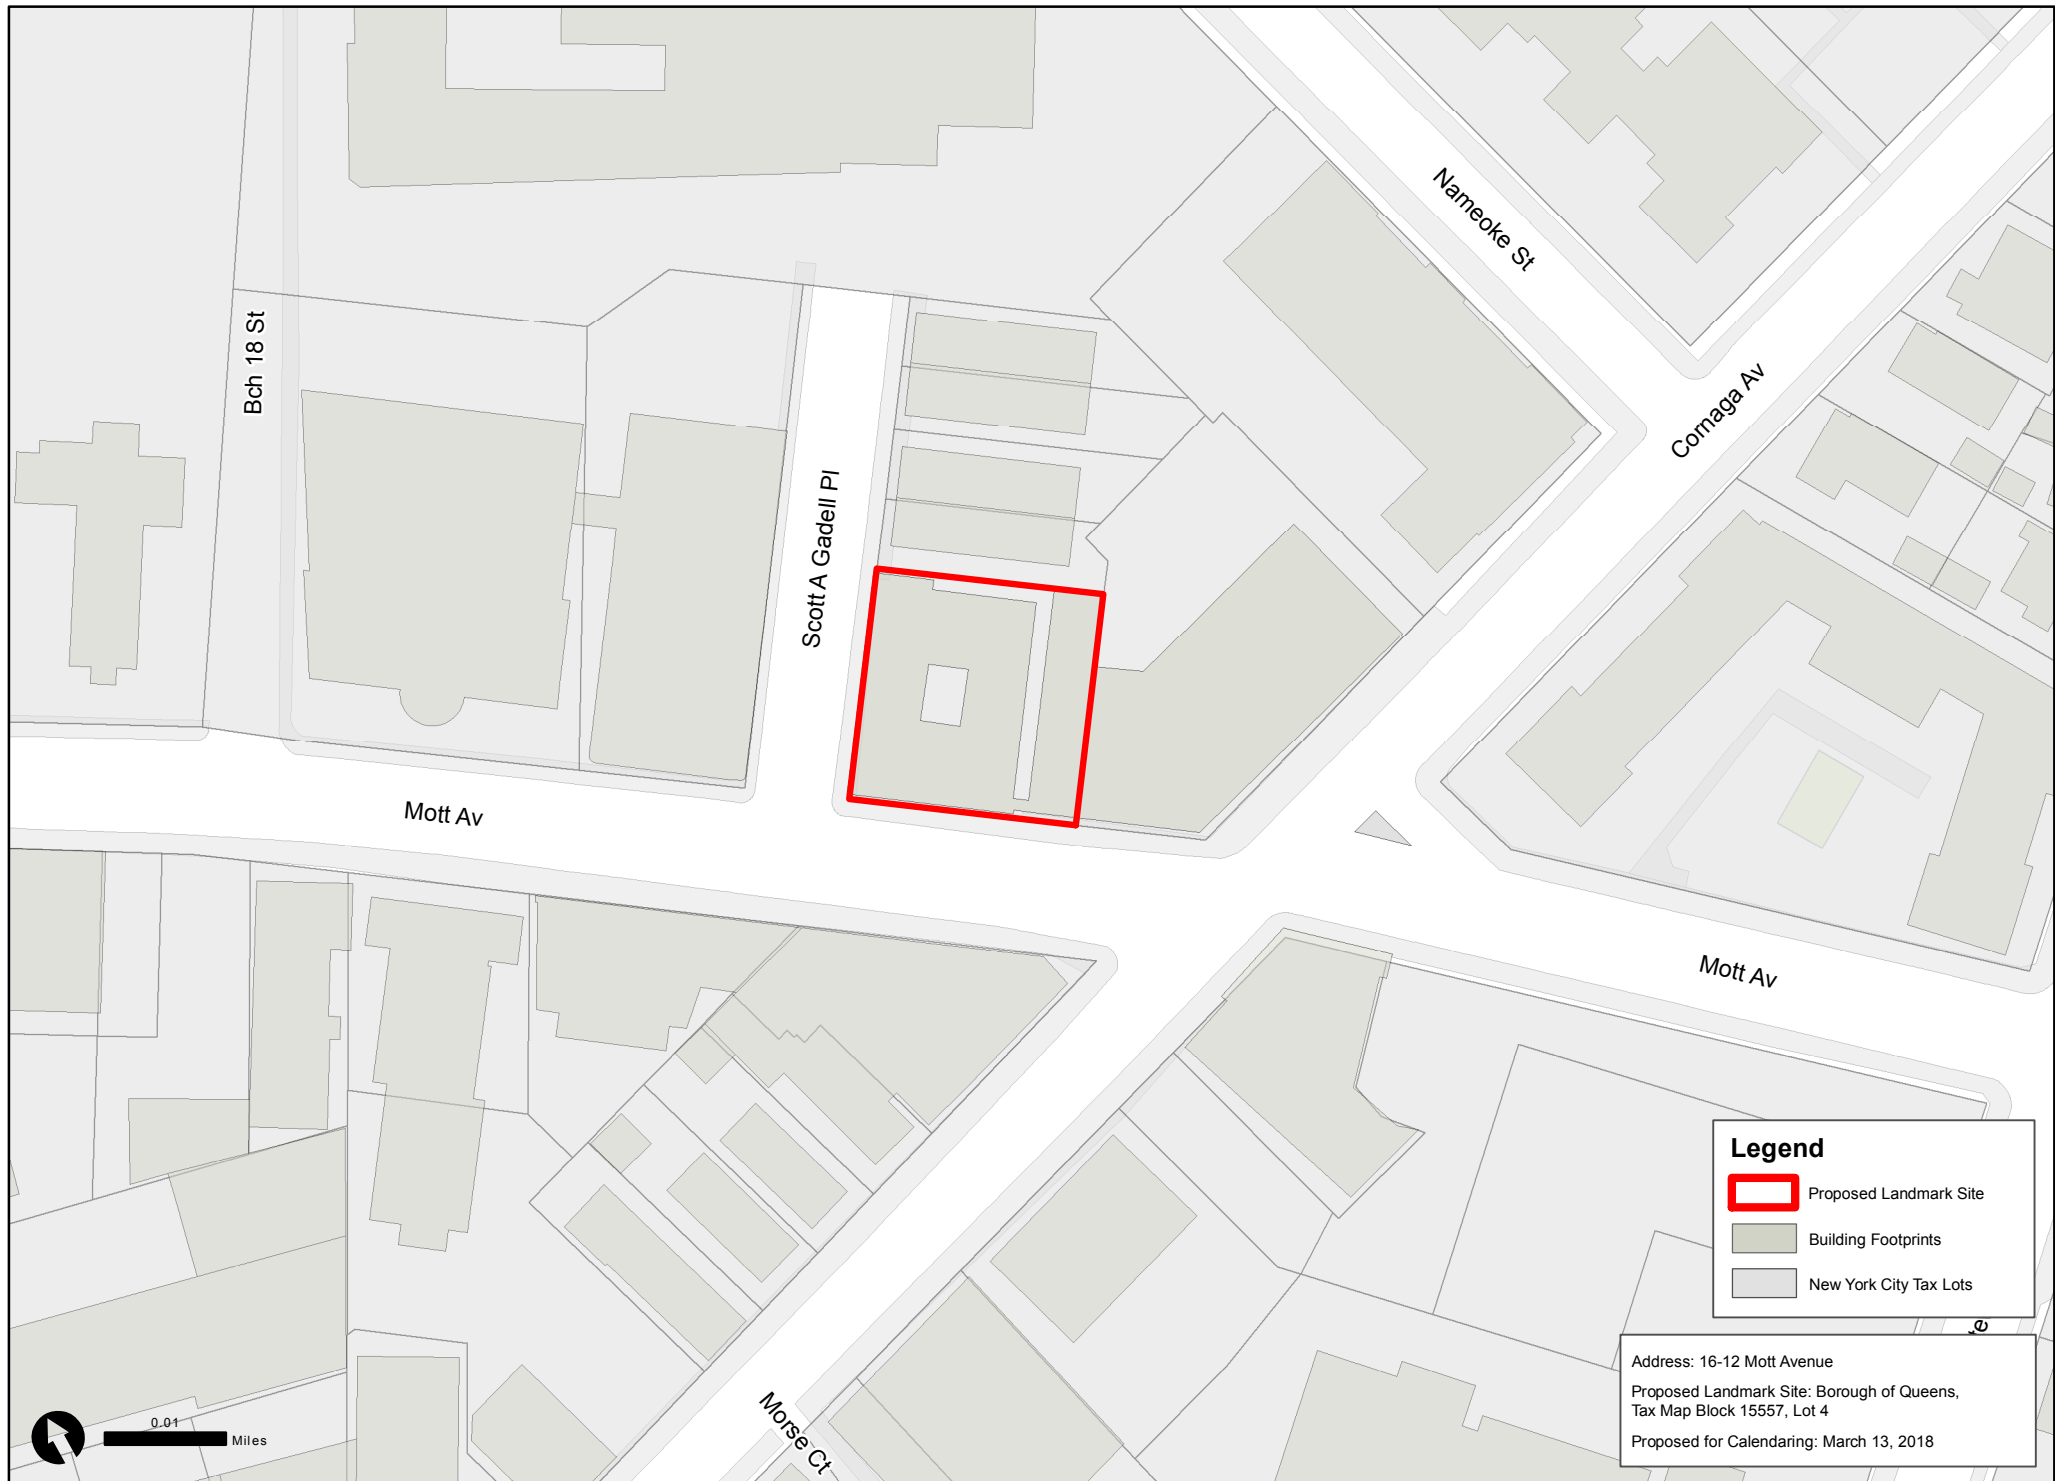 Nameoke St
Bch 18 St
Cornaga Av
Scott A Gadell Pl
Mott Av
Mott Av
Legend
Proposed Landmark Site
Building Footprints
New York City Tax Lots
Address: 16-12 Mott Avenue
Proposed Landmark Site: Borough of Queens,
Tax Map Block 15557, Lot 4
Proposed for Calendaring: March 13, 2018
Morse Ct
0.01
Miles